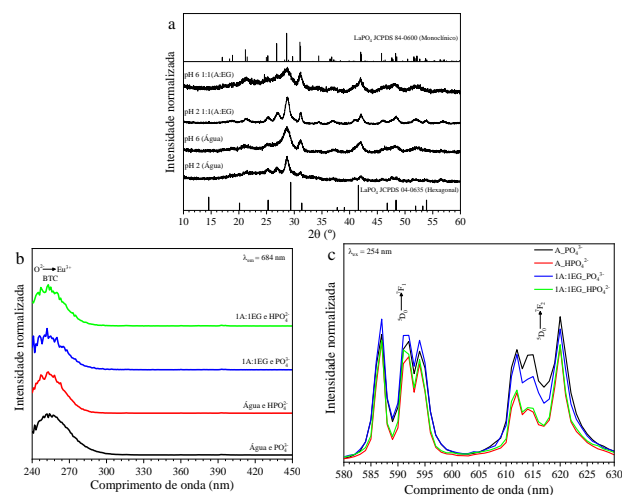 a
LaPO₄ JCPDS 84-0600 (Monoclínico)
pH 6 1:1(A:EG)
pH 2 1:1(A:EG)
pH 6 (Água)
pH 2 (Água)
LaPO₄ JCPDS 04-0635 (Hexagonal)
Intensidade normalizada
10 15 20 25 30 35 40 45 50 55 60
2θ (º)
b
λem = 684 nm
O²⁻ → Eu³⁺
BTC
1A:1EG e HPO₄²⁻
1A:1EG e PO₄³⁻
Água e HPO₄²⁻
Água e PO₄³⁻
Intensidade normalizada
240 270 300 330 360 390 420 450
Comprimento de onda (nm)
c
λex = 254 nm
A_PO₄³⁻
A_HPO₄²⁻
1A:1EG_PO₄³⁻
1A:1EG_HPO₄²⁻
⁵D₀ → ⁷F₁
⁵D₀ → ⁷F₂
Intensidade normalizada
580 585 590 595 600 605 610 615 620 625 630
Comprimento de onda (nm)